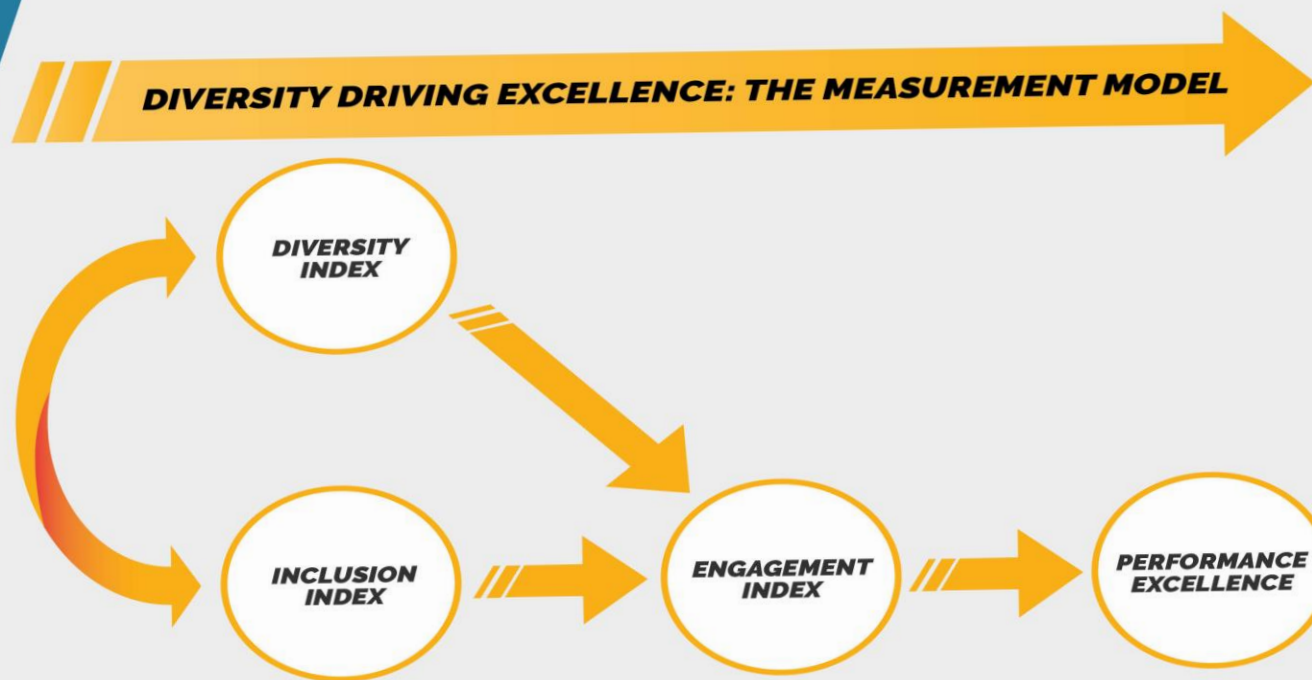 DIVERSITY DRIVING EXCELLENCE: THE MEASUREMENT MODEL
DIVERSITY
INDEX
INCLUSION
INDEX
ENGAGEMENT
INDEX
PERFORMANCE
EXCELLENCE